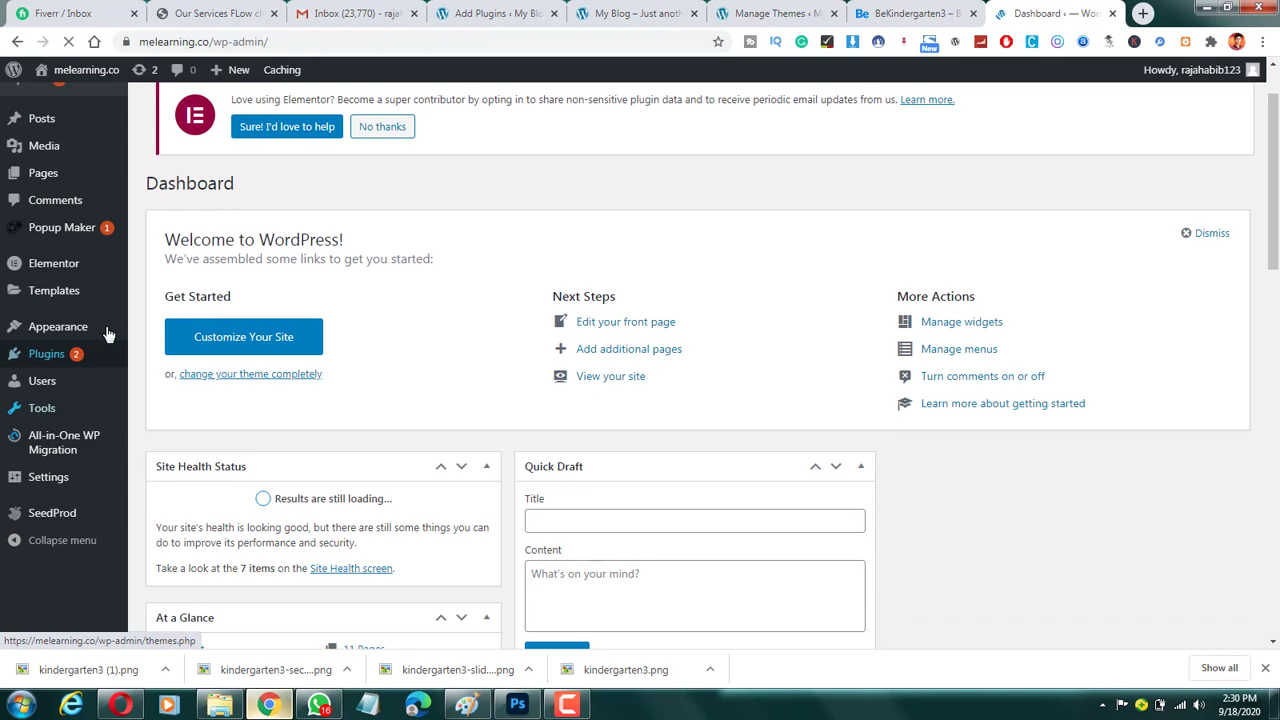 Fiverr / Inbox
Our Services FLow ch
Inbox (23,770) - rajah
Add Plugins ‹ My Blo
My Blog – Just anoth
Manage Themes ‹ M
BeKindergarten3 – B
Dashboard ‹ — Wor
melearning.co/wp-admin/
New
melearning.co
2
0
New
Caching
Howdy, rajahabib123
Posts
Media
Pages
Comments
Popup Maker 1
Elementor
Templates
Appearance
Plugins 2
Users
Tools
All-in-One WP
Migration
Settings
SeedProd
Collapse menu
Love using Elementor? Become a super contributor by opting in to share non-sensitive plugin data and to receive periodic email updates from us. Learn more.
Sure! I'd love to help
No thanks
Dashboard
Welcome to WordPress!
We've assembled some links to get you started:
Dismiss
Get Started
Customize Your Site
or, change your theme completely
Next Steps
Edit your front page
Add additional pages
View your site
More Actions
Manage widgets
Manage menus
Turn comments on or off
Learn more about getting started
Site Health Status
Results are still loading...
Your site's health is looking good, but there are still some things you can
do to improve its performance and security.
Take a look at the 7 items on the Site Health screen.
At a Glance
11 Pages
Quick Draft
Title
Content
What's on your mind?
https://melearning.co/wp-admin/themes.php
kindergarten3 (1).png
kindergarten3-sec....png
kindergarten3-slid....png
kindergarten3.png
Show all
16
Ps
2:30 PM
9/18/2020